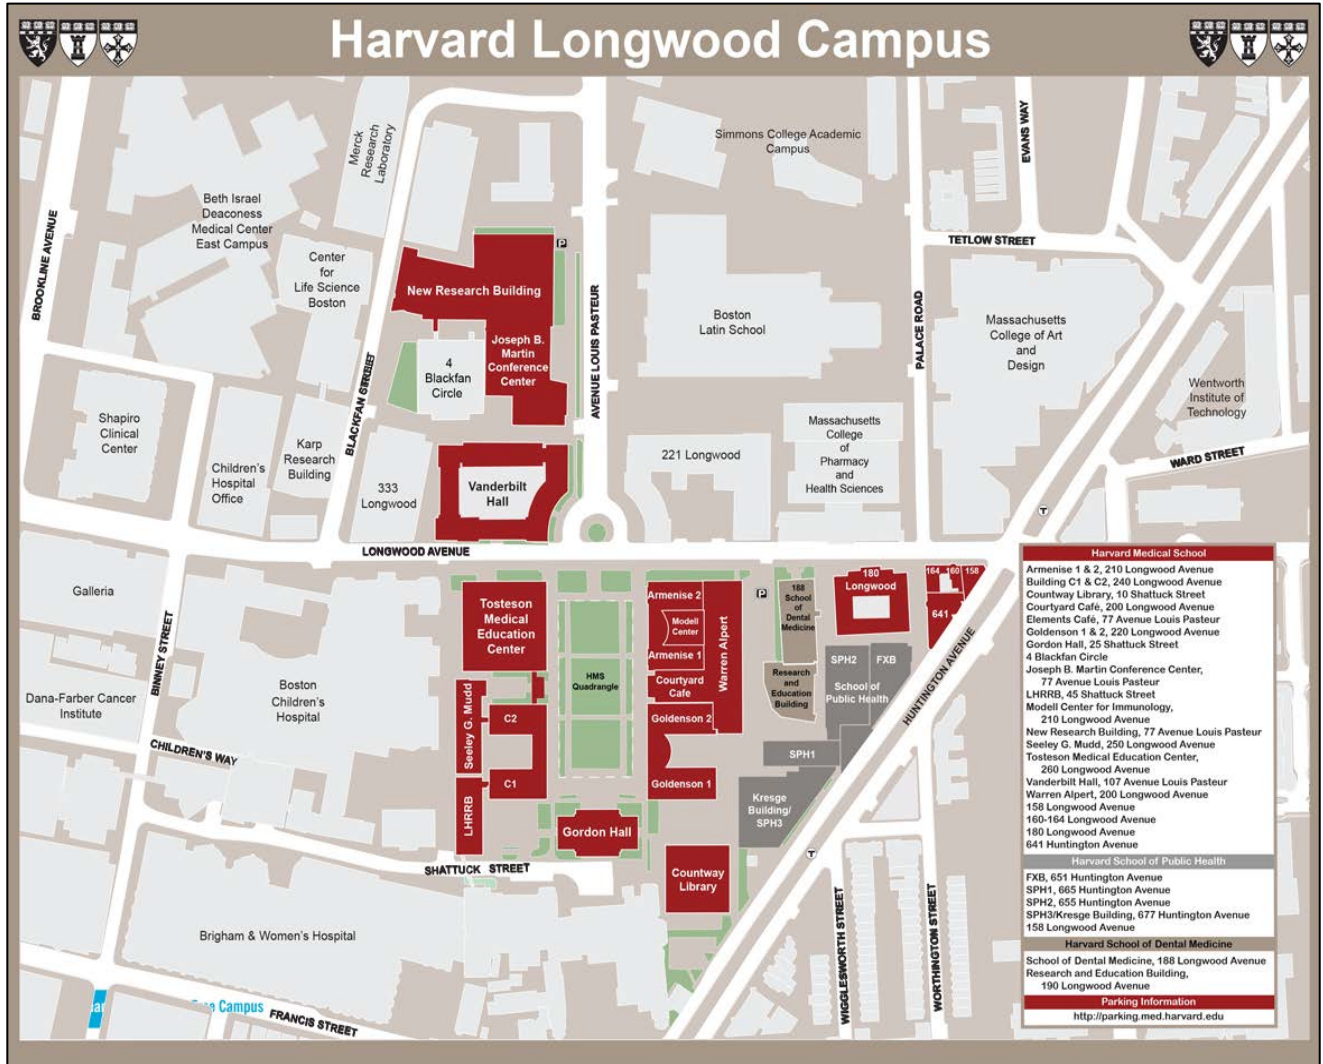 Harvard Longwood Campus
Merck
Research
Laboratory
Simmons College Academic
Campus
EVANS WAY
Beth Israel
Deaconess
Medical Center
East Campus
BROOKLINE AVENUE
TETLOW STREET
P
Center
for
Life Science
Boston
New Research Building
AVENUE LOUIS PASTEUR
Boston
Latin School
PALACE ROAD
Massachusetts
College of Art
and
Design
Joseph B.
Martin
Conference
Center
4
Blackfan
Circle
BLACKFAN STREET
Wentworth
Institute of
Technology
Shapiro
Clinical
Center
Karp
Research
Building
Children's
Hospital
Office
333
Longwood
Vanderbilt
Hall
221 Longwood
Massachusetts
College
of
Pharmacy
and
Health Sciences
WARD STREET
T
LONGWOOD AVENUE
Galleria
BINNEY STREET
Dana-Farber Cancer
Institute
Boston
Children's
Hospital
CHILDREN'S WAY
Tosteson
Medical
Education
Center
Seeley G. Mudd
C2
C1
LHRRB
HMS
Quadrangle
Armenise 2
Modell
Center
Armenise 1
Warren Alpert
Courtyard
Cafe
Goldenson 2
Goldenson 1
P
188
School
of
Dental
Medicine
Research
and
Education
Building
180
Longwood
164
160
158
641
SPH2
FXB
School of
Public Health
SPH1
Kresge
Building/
SPH3
HUNTINGTON AVENUE
Gordon Hall
Countway
Library
SHATTUCK STREET
T
Brigham & Women's Hospital
WIGGLESWORTH STREET
WORTHINGTON STREET
Campus
FRANCIS STREET
Harvard Medical School
Armenise 1 & 2, 210 Longwood Avenue
Building C1 & C2, 240 Longwood Avenue
Countway Library, 10 Shattuck Street
Courtyard Café, 200 Longwood Avenue
Elements Café, 77 Avenue Louis Pasteur
Goldenson 1 & 2, 220 Longwood Avenue
Gordon Hall, 25 Shattuck Street
4 Blackfan Circle
Joseph B. Martin Conference Center,
77 Avenue Louis Pasteur
LHRRB, 45 Shattuck Street
Modell Center for Immunology,
210 Longwood Avenue
New Research Building, 77 Avenue Louis Pasteur
Seeley G. Mudd, 250 Longwood Avenue
Tosteson Medical Education Center,
260 Longwood Avenue
Vanderbilt Hall, 107 Avenue Louis Pasteur
Warren Alpert, 200 Longwood Avenue
158 Longwood Avenue
160-164 Longwood Avenue
180 Longwood Avenue
641 Huntington Avenue
Harvard School of Public Health
FXB, 651 Huntington Avenue
SPH1, 665 Huntington Avenue
SPH2, 655 Huntington Avenue
SPH3/Kresge Building, 677 Huntington Avenue
158 Longwood Avenue
Harvard School of Dental Medicine
School of Dental Medicine, 188 Longwood Avenue
Research and Education Building,
190 Longwood Avenue
Parking Information
http://parking.med.harvard.edu